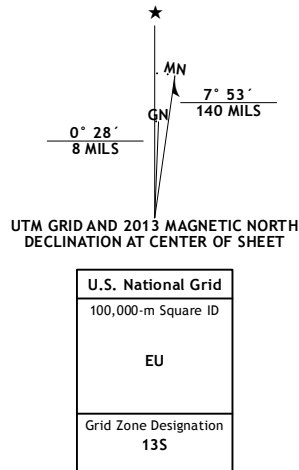 ★
MN
7° 53´
140 MILS
GN
0° 28´
8 MILS
UTM GRID AND 2013 MAGNETIC NORTH
DECLINATION AT CENTER OF SHEET
U.S. National Grid
100,000-m Square ID
EU
Grid Zone Designation
13S